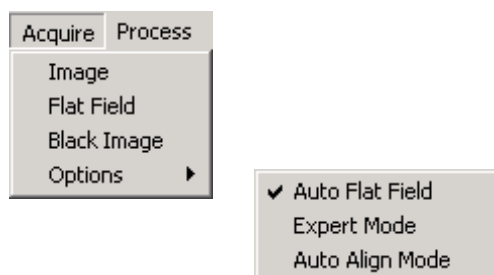 Acquire Process
Image
Flat Field
Black Image
Options
Auto Flat Field
Expert Mode
Auto Align Mode